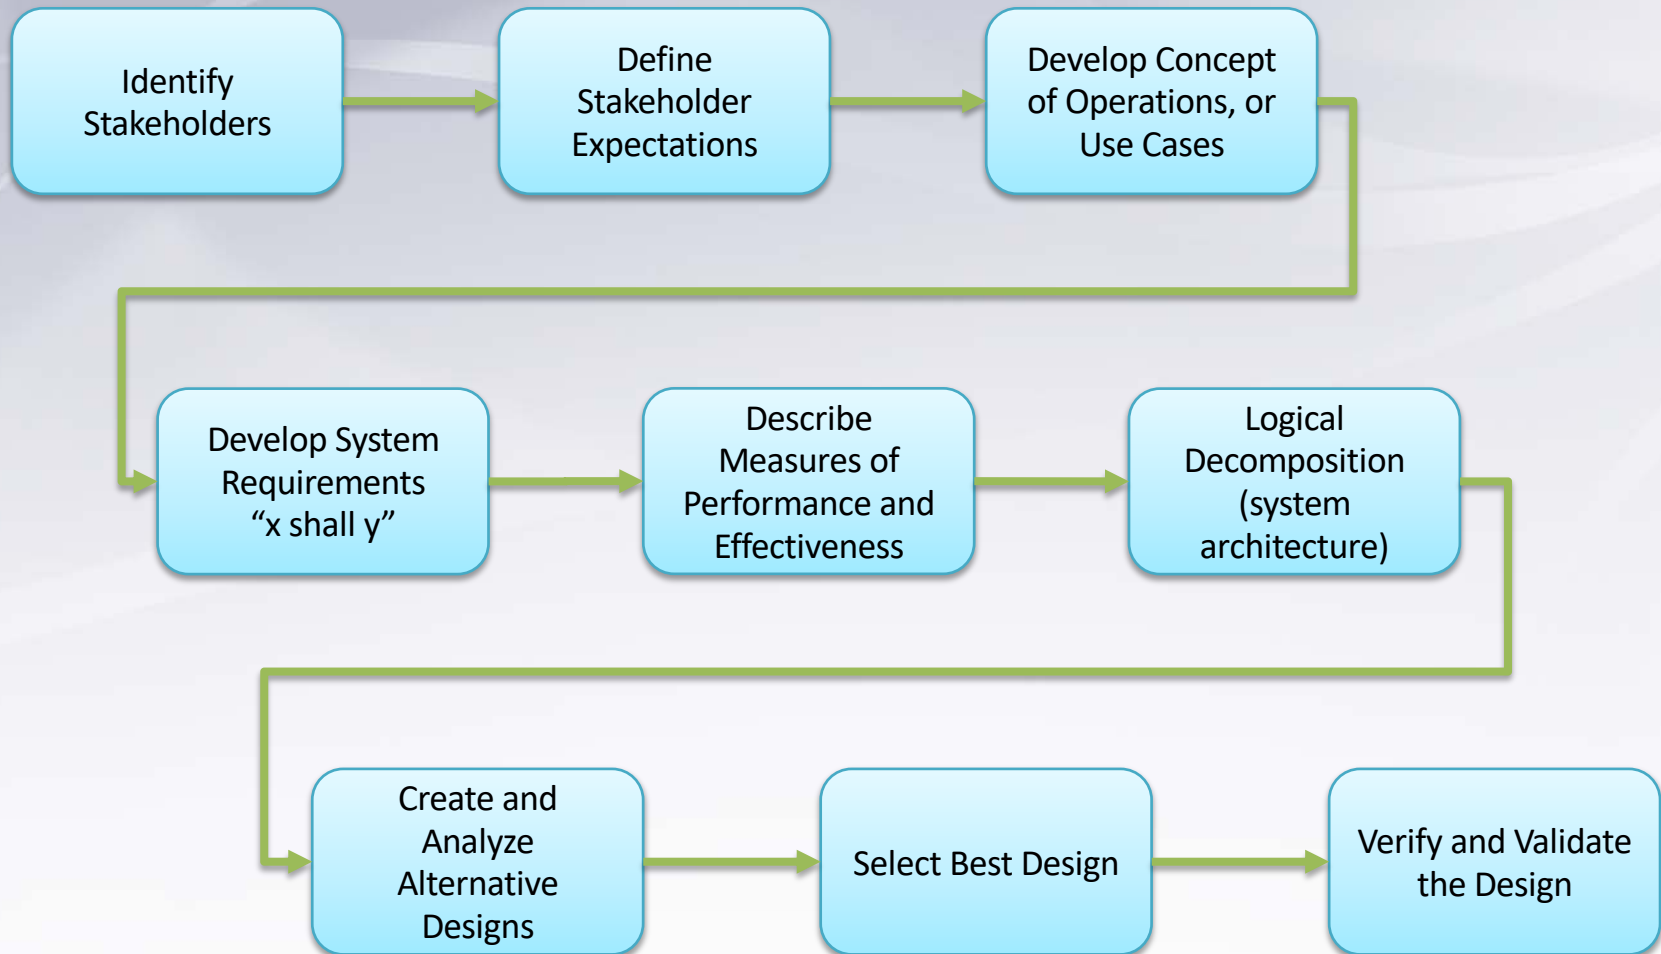 Identify
Stakeholders
Define
Stakeholder
Expectations
Develop Concept
of Operations, or
Use Cases
Develop System
Requirements
“x shall y”
Describe
Measures of
Performance and
Effectiveness
Logical
Decomposition
(system
architecture)
Create and
Analyze
Alternative
Designs
Select Best Design
Verify and Validate
the Design